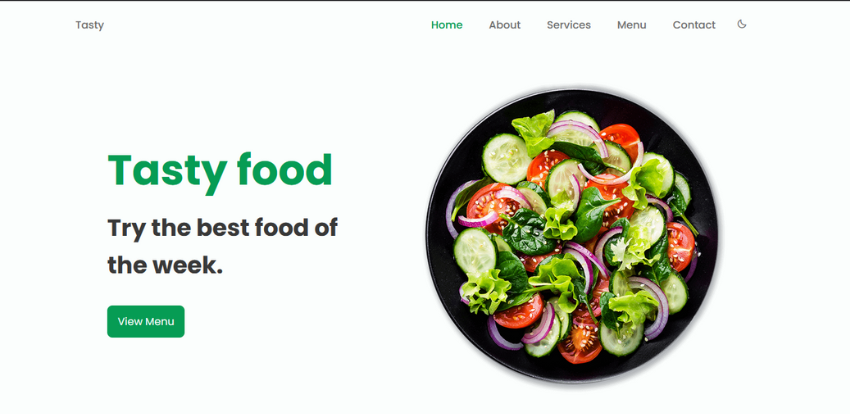 Tasty
Home About Services Menu Contact
Tasty food
Try the best food of
the week.
View Menu